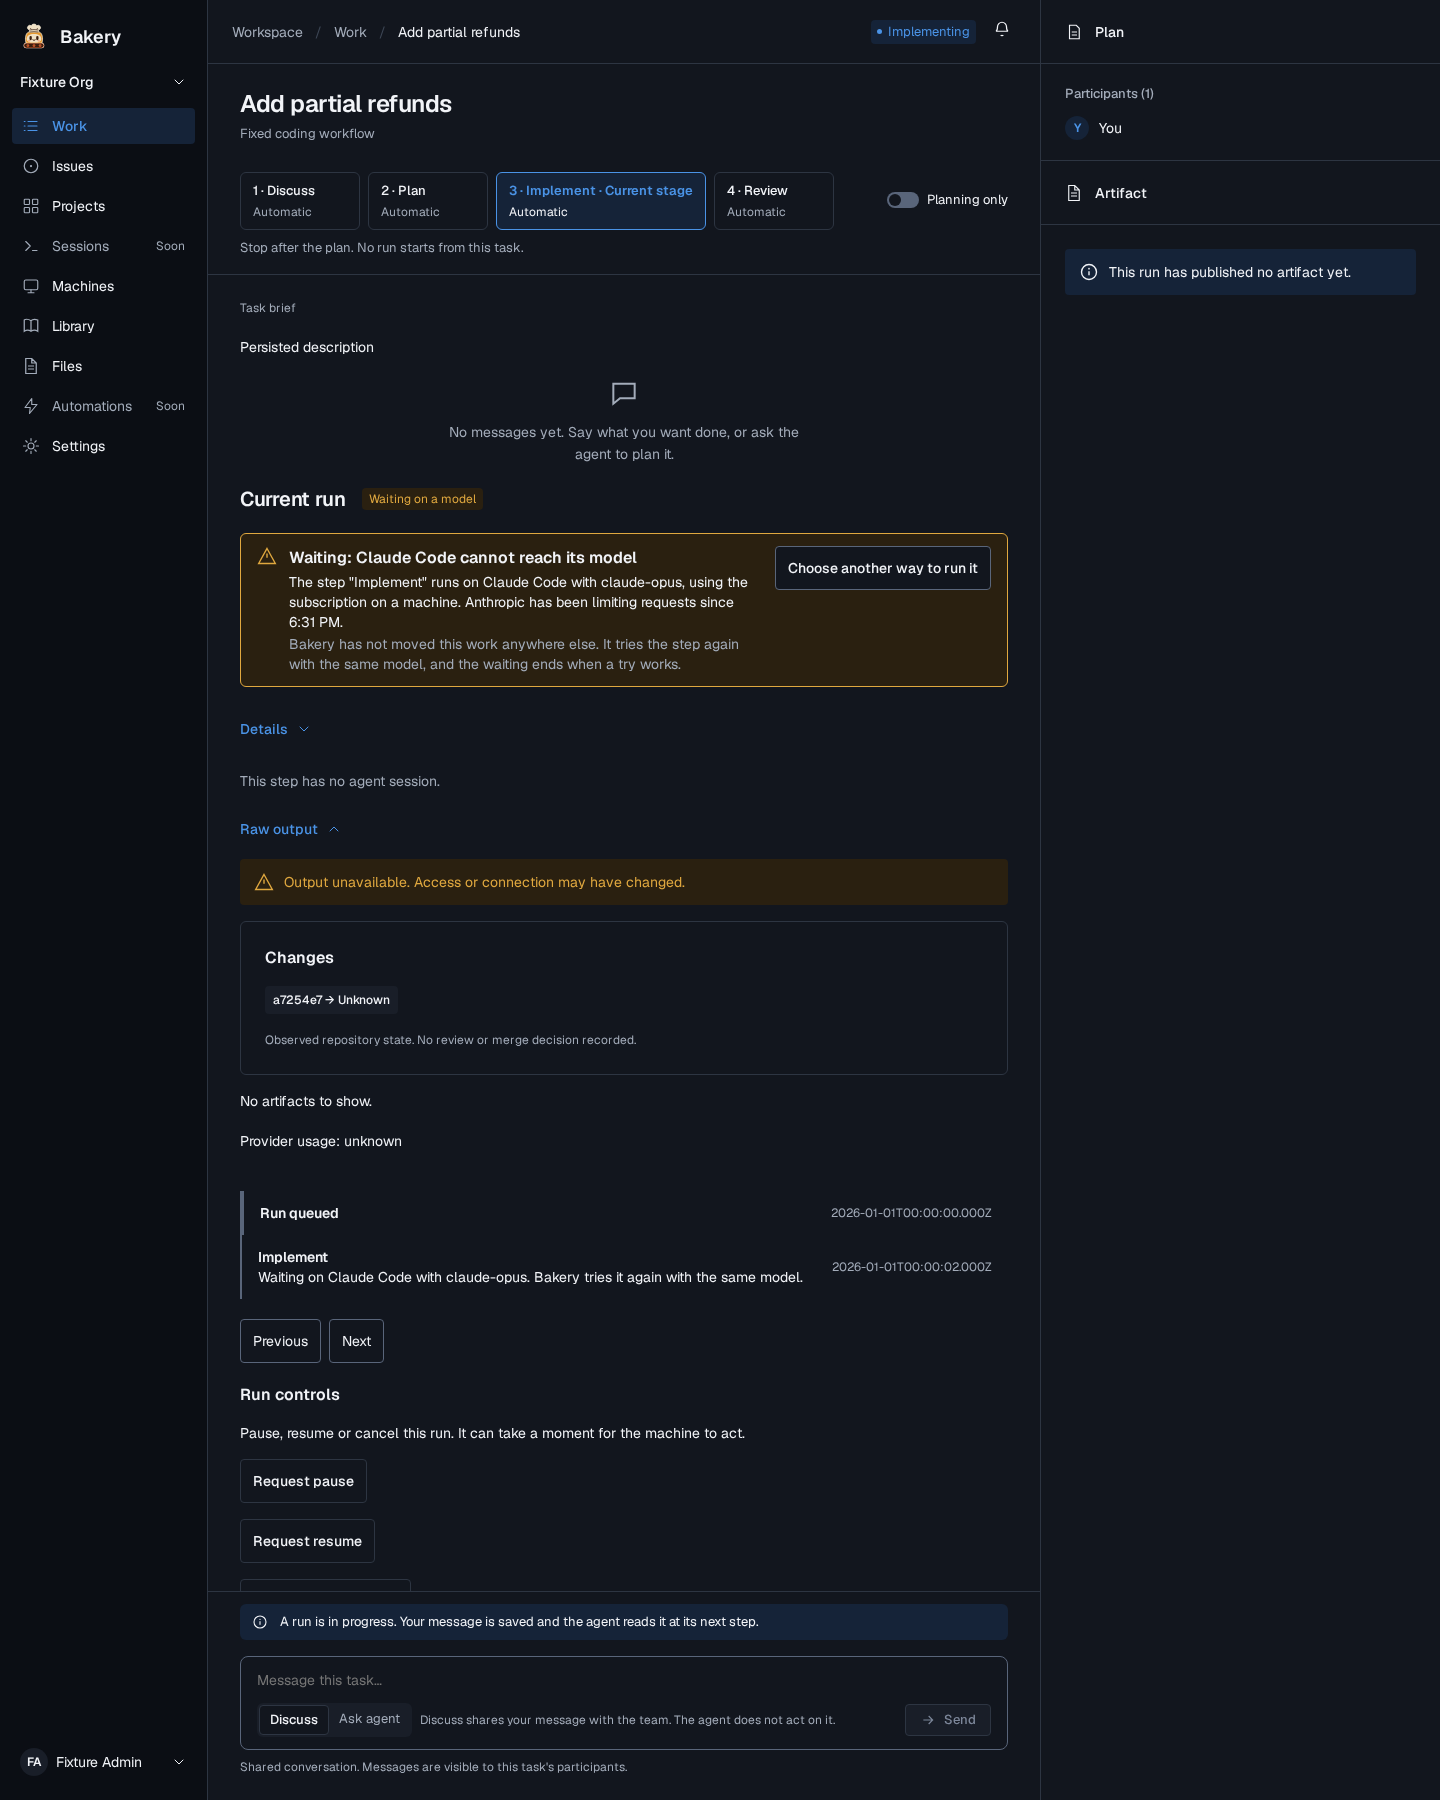 Bakery
Fixture Org
Work
Issues
Projects
Sessions Soon
Machines
Library
Files
Automations Soon
Settings
FA Fixture Admin
Workspace / Work / Add partial refunds
Implementing
Add partial refunds
Fixed coding workflow
1 · Discuss
Automatic
2 · Plan
Automatic
3 · Implement · Current stage
Automatic
4 · Review
Automatic
Planning only
Stop after the plan. No run starts from this task.
Task brief
Persisted description
No messages yet. Say what you want done, or ask the
agent to plan it.
Current run Waiting on a model
Waiting: Claude Code cannot reach its model
The step "Implement" runs on Claude Code with claude-opus, using the
subscription on a machine. Anthropic has been limiting requests since
6:31 PM.
Bakery has not moved this work anywhere else. It tries the step again
with the same model, and the waiting ends when a try works.
Choose another way to run it
Details
This step has no agent session.
Raw output
Output unavailable. Access or connection may have changed.
Changes
a7254e7 → Unknown
Observed repository state. No review or merge decision recorded.
No artifacts to show.
Provider usage: unknown
Run queued 2026-01-01T00:00:00.000Z
Implement
Waiting on Claude Code with claude-opus. Bakery tries it again with the same model.
2026-01-01T00:00:02.000Z
Previous Next
Run controls
Pause, resume or cancel this run. It can take a moment for the machine to act.
Request pause
Request resume
A run is in progress. Your message is saved and the agent reads it at its next step.
Message this task...
Discuss Ask agent Discuss shares your message with the team. The agent does not act on it. → Send
Shared conversation. Messages are visible to this task's participants.
Plan
Participants (1)
Y You
Artifact
This run has published no artifact yet.